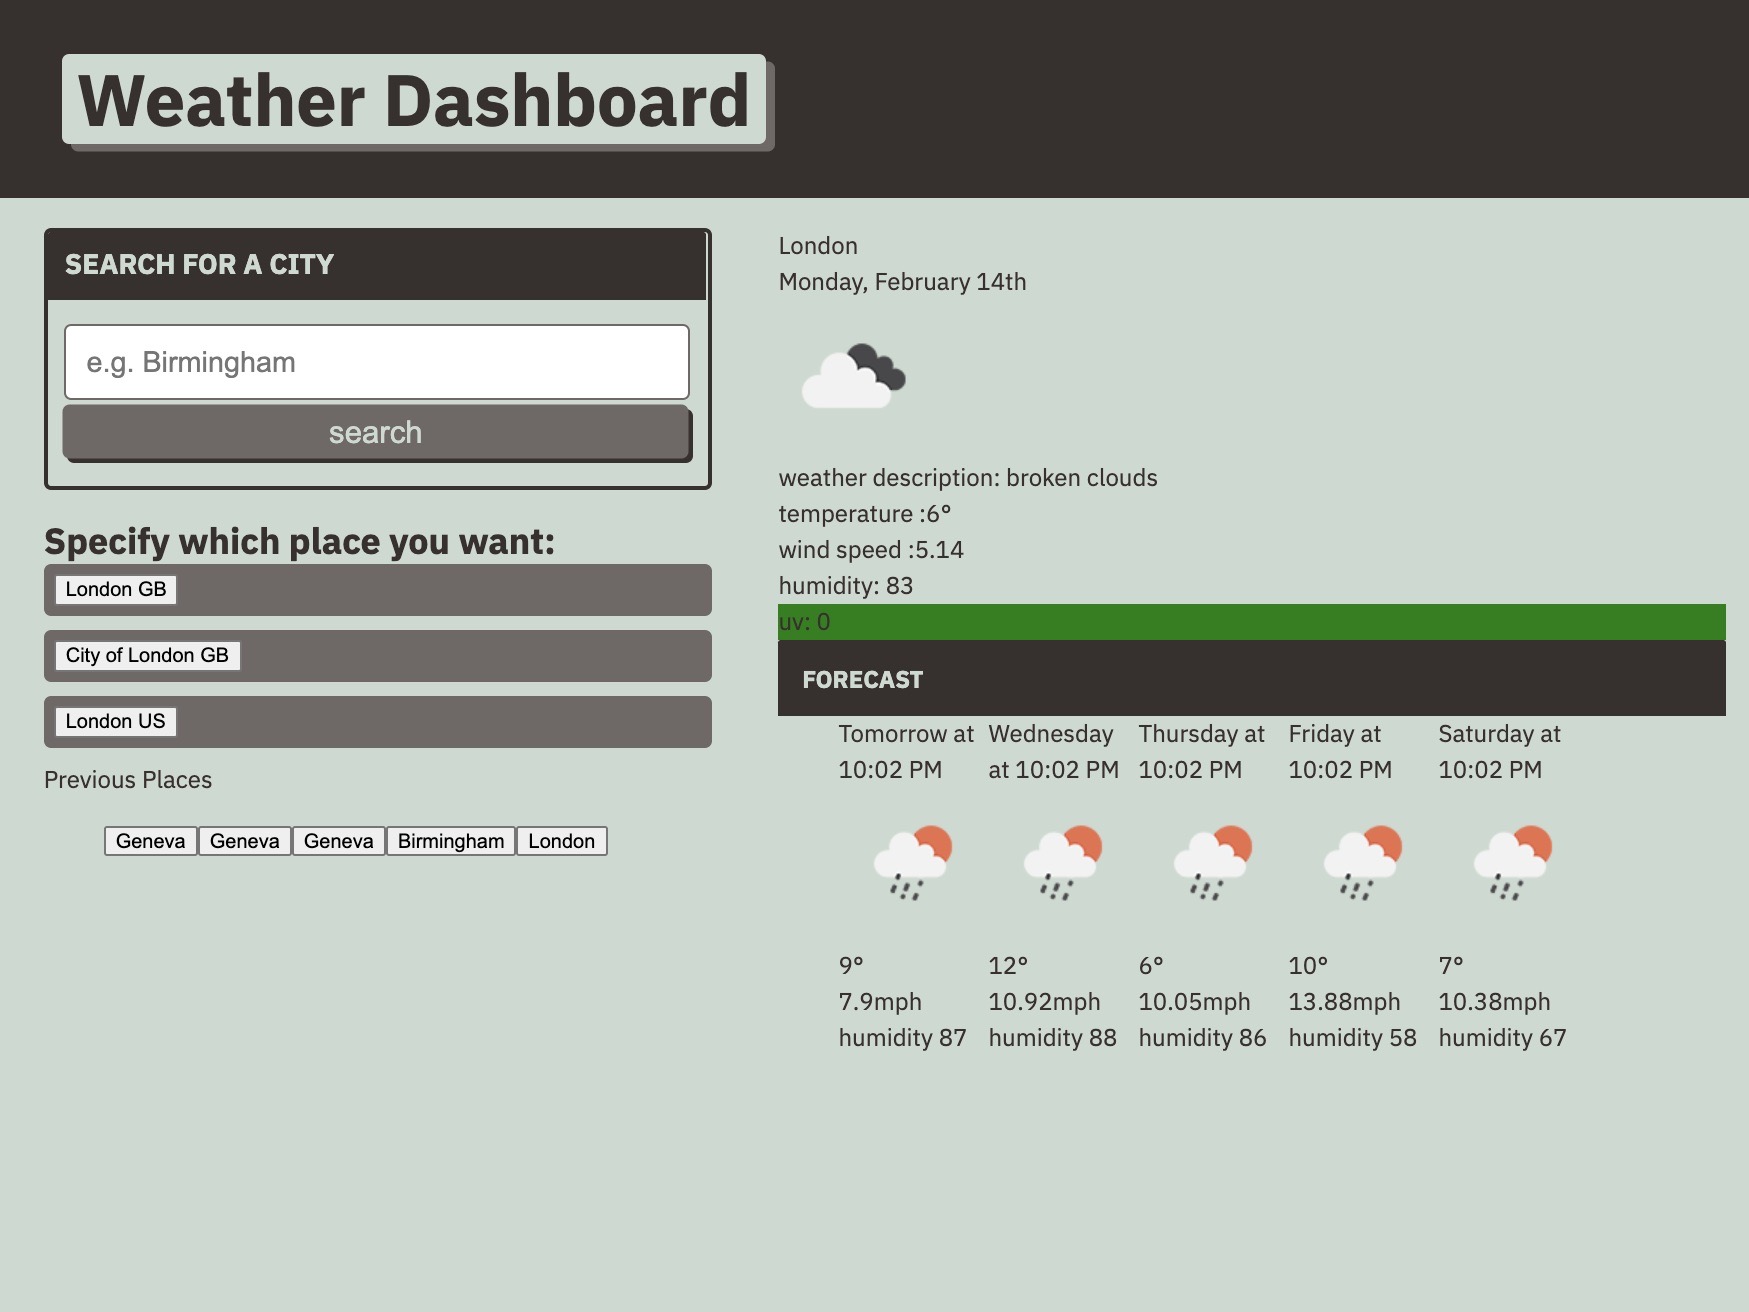 Weather Dashboard
SEARCH FOR A CITY
e.g. Birmingham
search
Specify which place you want:
London GB
City of London GB
London US
Previous Places
Geneva Geneva Geneva Birmingham London
London
Monday, February 14th
weather description: broken clouds
temperature :6°
wind speed :5.14
humidity: 83
uv: 0
FORECAST
Tomorrow at
10:02 PM
9°
7.9mph
humidity 87
Wednesday
at 10:02 PM
12°
10.92mph
humidity 88
Thursday at
10:02 PM
6°
10.05mph
humidity 86
Friday at
10:02 PM
10°
13.88mph
humidity 58
Saturday at
10:02 PM
7°
10.38mph
humidity 67